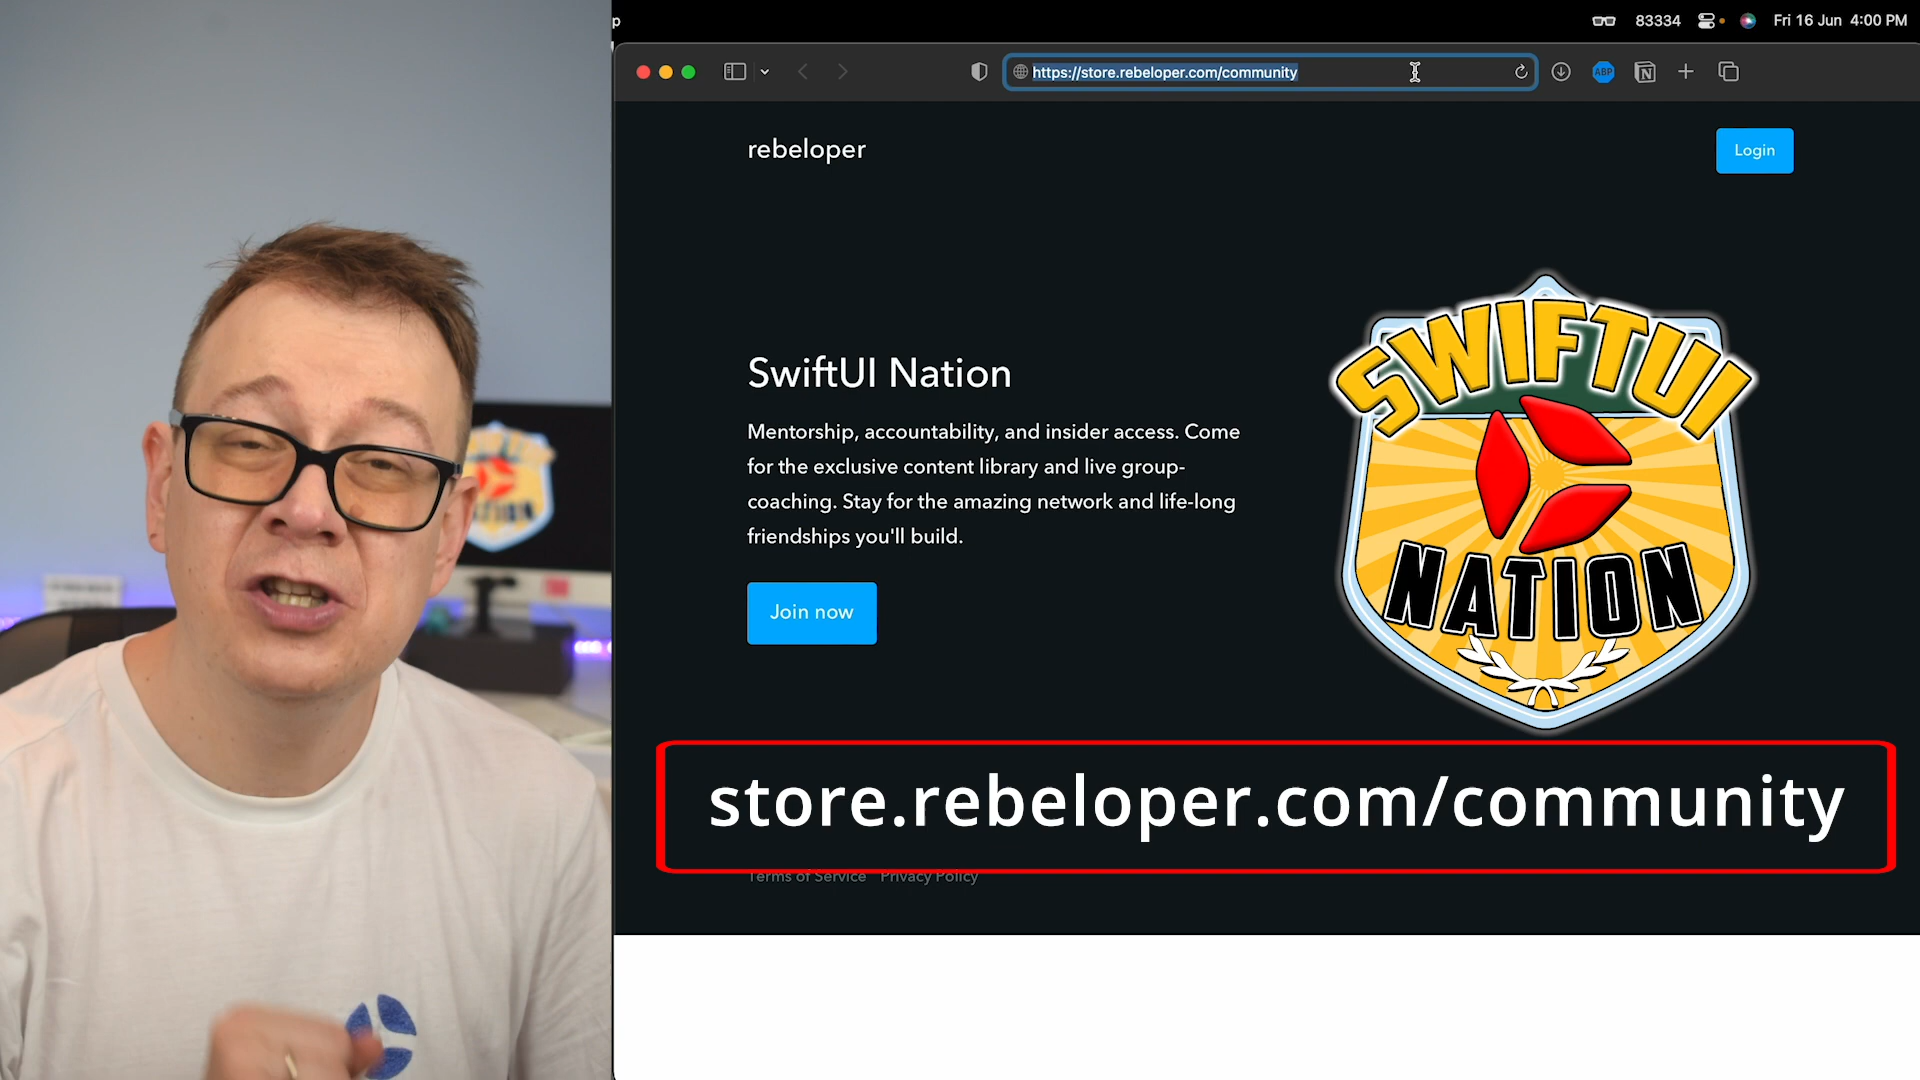 83334 Fri 16 Jun 4:00 PM
https://store.rebeloper.com/community
ABP
rebeloper
Login
SwiftUI Nation
Mentorship, accountability, and insider access. Come
for the exclusive content library and live group-
coaching. Stay for the amazing network and life-long
friendships you'll build.
Join now
SWIFTUI
NATION
store.rebeloper.com/community
Terms of Service Privacy Policy
NATION